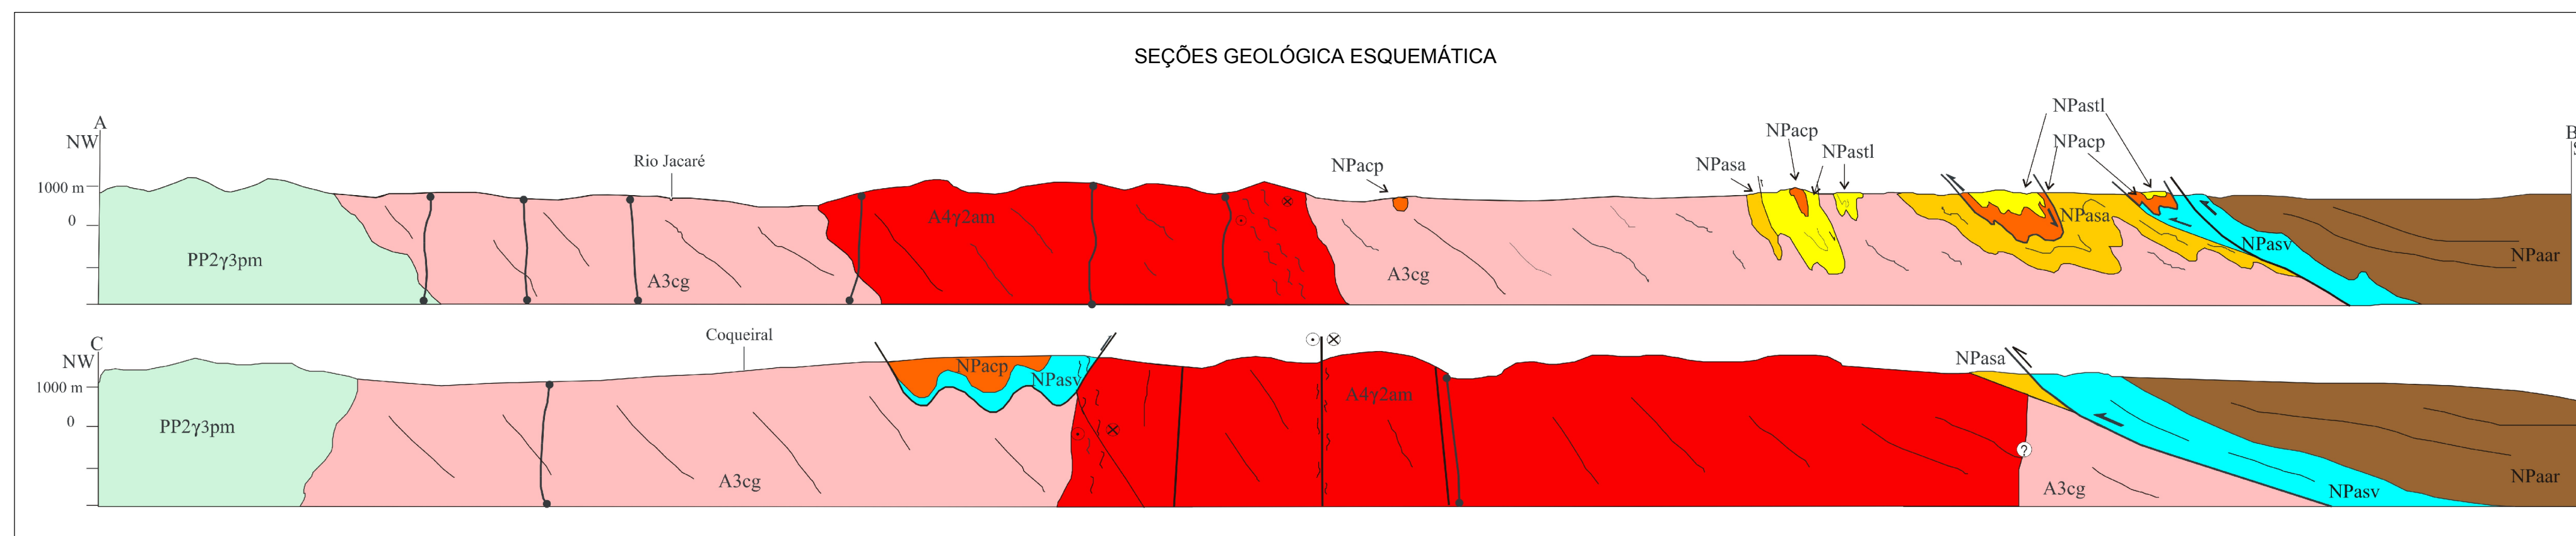 SEÇÕES GEOLÓGICA ESQUEMÁTICA
A
NW
1000 m
0
Rio Jacaré
NPacp
NPasa
NPacp
NPastl
NPastl
NPacp
B
PP2γ3pm
A3cg
A4γ2am
A3cg
NPasa
NPasv
NPaar
C
NW
1000 m
0
Coqueiral
NPacp
NPasv
NPasa
PP2γ3pm
A3cg
A4γ2am
?
A3cg
NPasv
NPaar